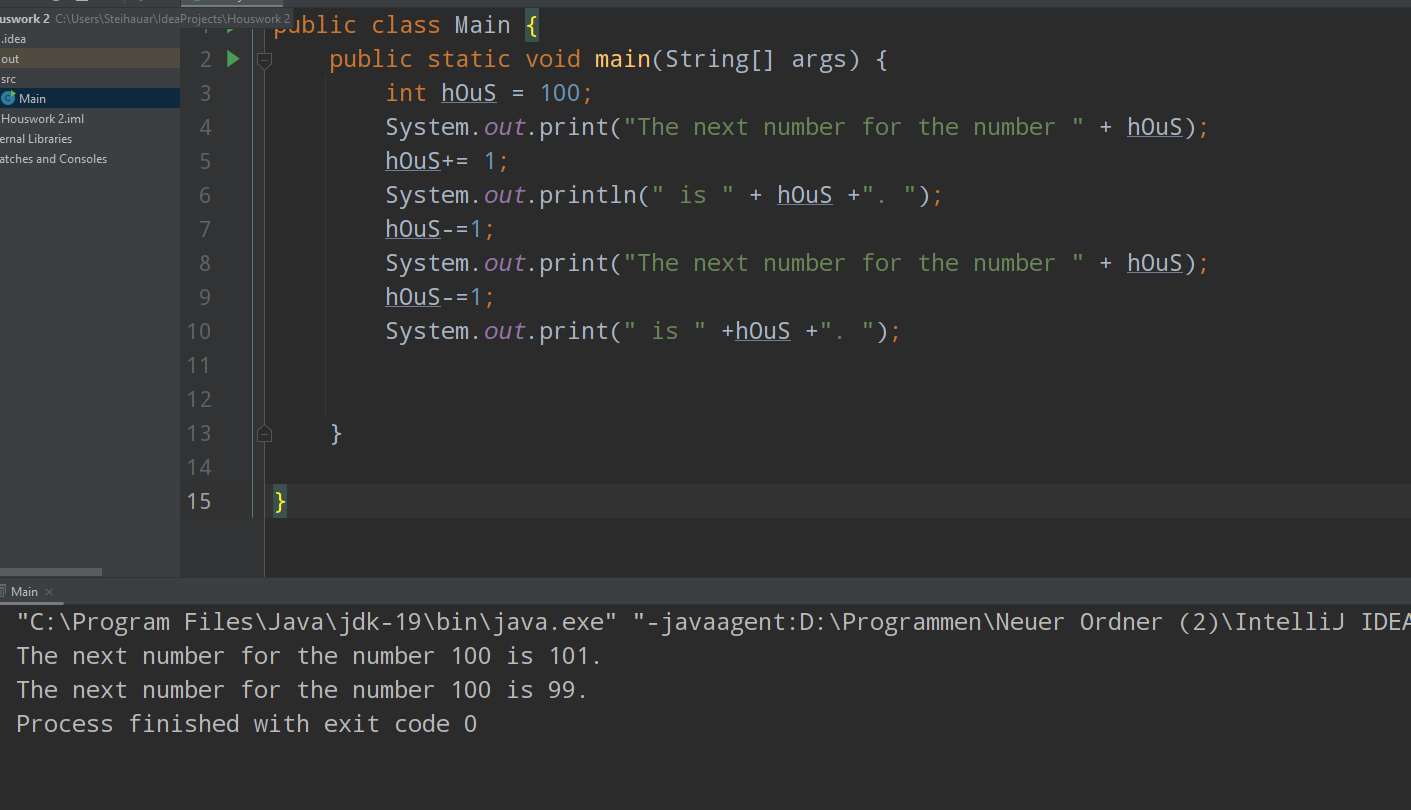 ouswork 2 C:\Users\Steihauar\IdeaProjects\Houswork 2
.idea
out
src
Main
Houswork 2.iml
ernal Libraries
atches and Consoles
public class Main {
2 public static void main(String[] args) {
3 int hOuS = 100;
4 System.out.print("The next number for the number " + hOuS);
5 hOuS+= 1;
6 System.out.println(" is " + hOuS +". ");
7 hOuS-=1;
8 System.out.print("The next number for the number " + hOuS);
9 hOuS-=1;
10 System.out.print(" is " +hOuS +". ");
11
12
13 }
14
15 }
Main
"C:\Program Files\Java\jdk-19\bin\java.exe" "-javaagent:D:\Programmen\Neuer Ordner (2)\IntelliJ IDEA
The next number for the number 100 is 101.
The next number for the number 100 is 99.
Process finished with exit code 0